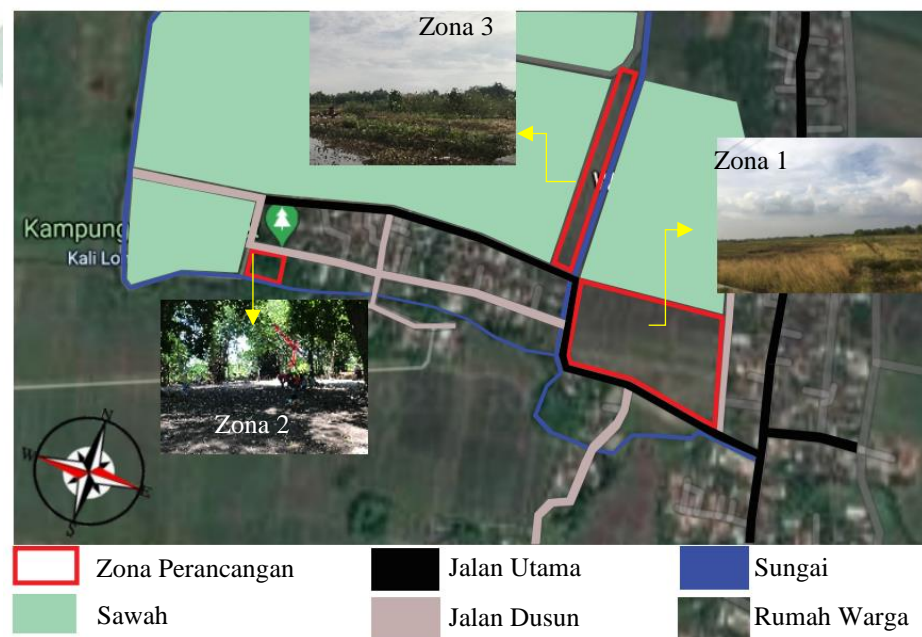 Zona 3
Zona 1
Kampung
Kali Lo
Zona 2
N
W
E
S
Zona Perancangan
Jalan Utama
Sungai
Sawah
Jalan Dusun
Rumah Warga